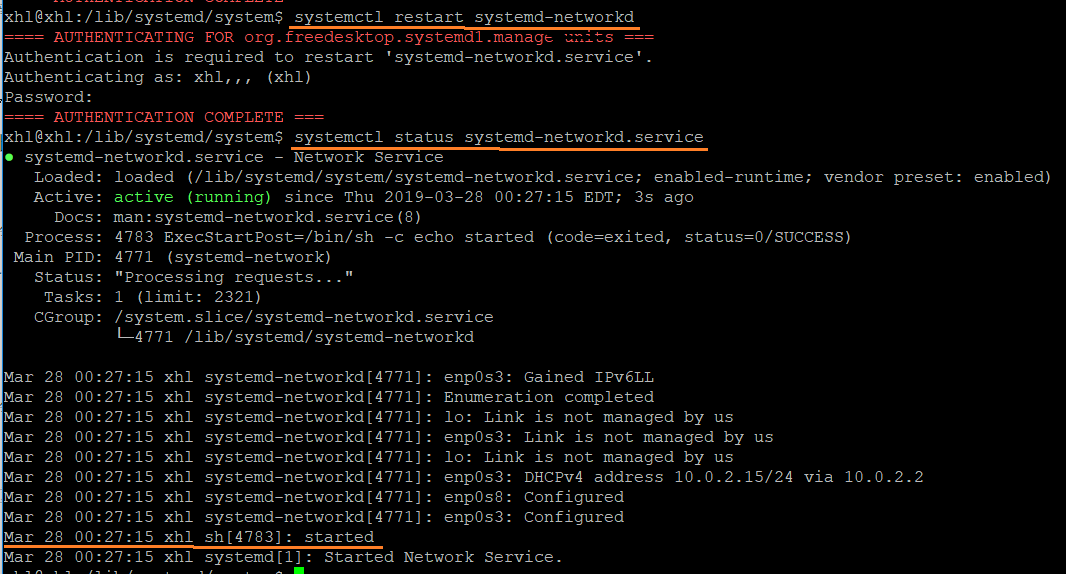 AUTHENTICATION COMPLETE
xhl@xhl:/lib/systemd/system$ systemctl restart systemd-networkd
==== AUTHENTICATING FOR org.freedesktop.systemd1.manage-units ===
Authentication is required to restart 'systemd-networkd.service'.
Authenticating as: xhl,,, (xhl)
Password:
==== AUTHENTICATION COMPLETE ===
xhl@xhl:/lib/systemd/system$ systemctl status systemd-networkd.service
● systemd-networkd.service - Network Service
Loaded: loaded (/lib/systemd/system/systemd-networkd.service; enabled-runtime; vendor preset: enabled)
Active: active (running) since Thu 2019-03-28 00:27:15 EDT; 3s ago
Docs: man:systemd-networkd.service(8)
Process: 4783 ExecStartPost=/bin/sh -c echo started (code=exited, status=0/SUCCESS)
Main PID: 4771 (systemd-network)
Status: "Processing requests..."
Tasks: 1 (limit: 2321)
CGroup: /system.slice/systemd-networkd.service
└─4771 /lib/systemd/systemd-networkd
Mar 28 00:27:15 xhl systemd-networkd[4771]: enp0s3: Gained IPv6LL
Mar 28 00:27:15 xhl systemd-networkd[4771]: Enumeration completed
Mar 28 00:27:15 xhl systemd-networkd[4771]: lo: Link is not managed by us
Mar 28 00:27:15 xhl systemd-networkd[4771]: enp0s3: Link is not managed by us
Mar 28 00:27:15 xhl systemd-networkd[4771]: lo: Link is not managed by us
Mar 28 00:27:15 xhl systemd-networkd[4771]: enp0s3: DHCPv4 address 10.0.2.15/24 via 10.0.2.2
Mar 28 00:27:15 xhl systemd-networkd[4771]: enp0s8: Configured
Mar 28 00:27:15 xhl systemd-networkd[4771]: enp0s3: Configured
Mar 28 00:27:15 xhl sh[4783]: started
Mar 28 00:27:15 xhl systemd[1]: Started Network Service.